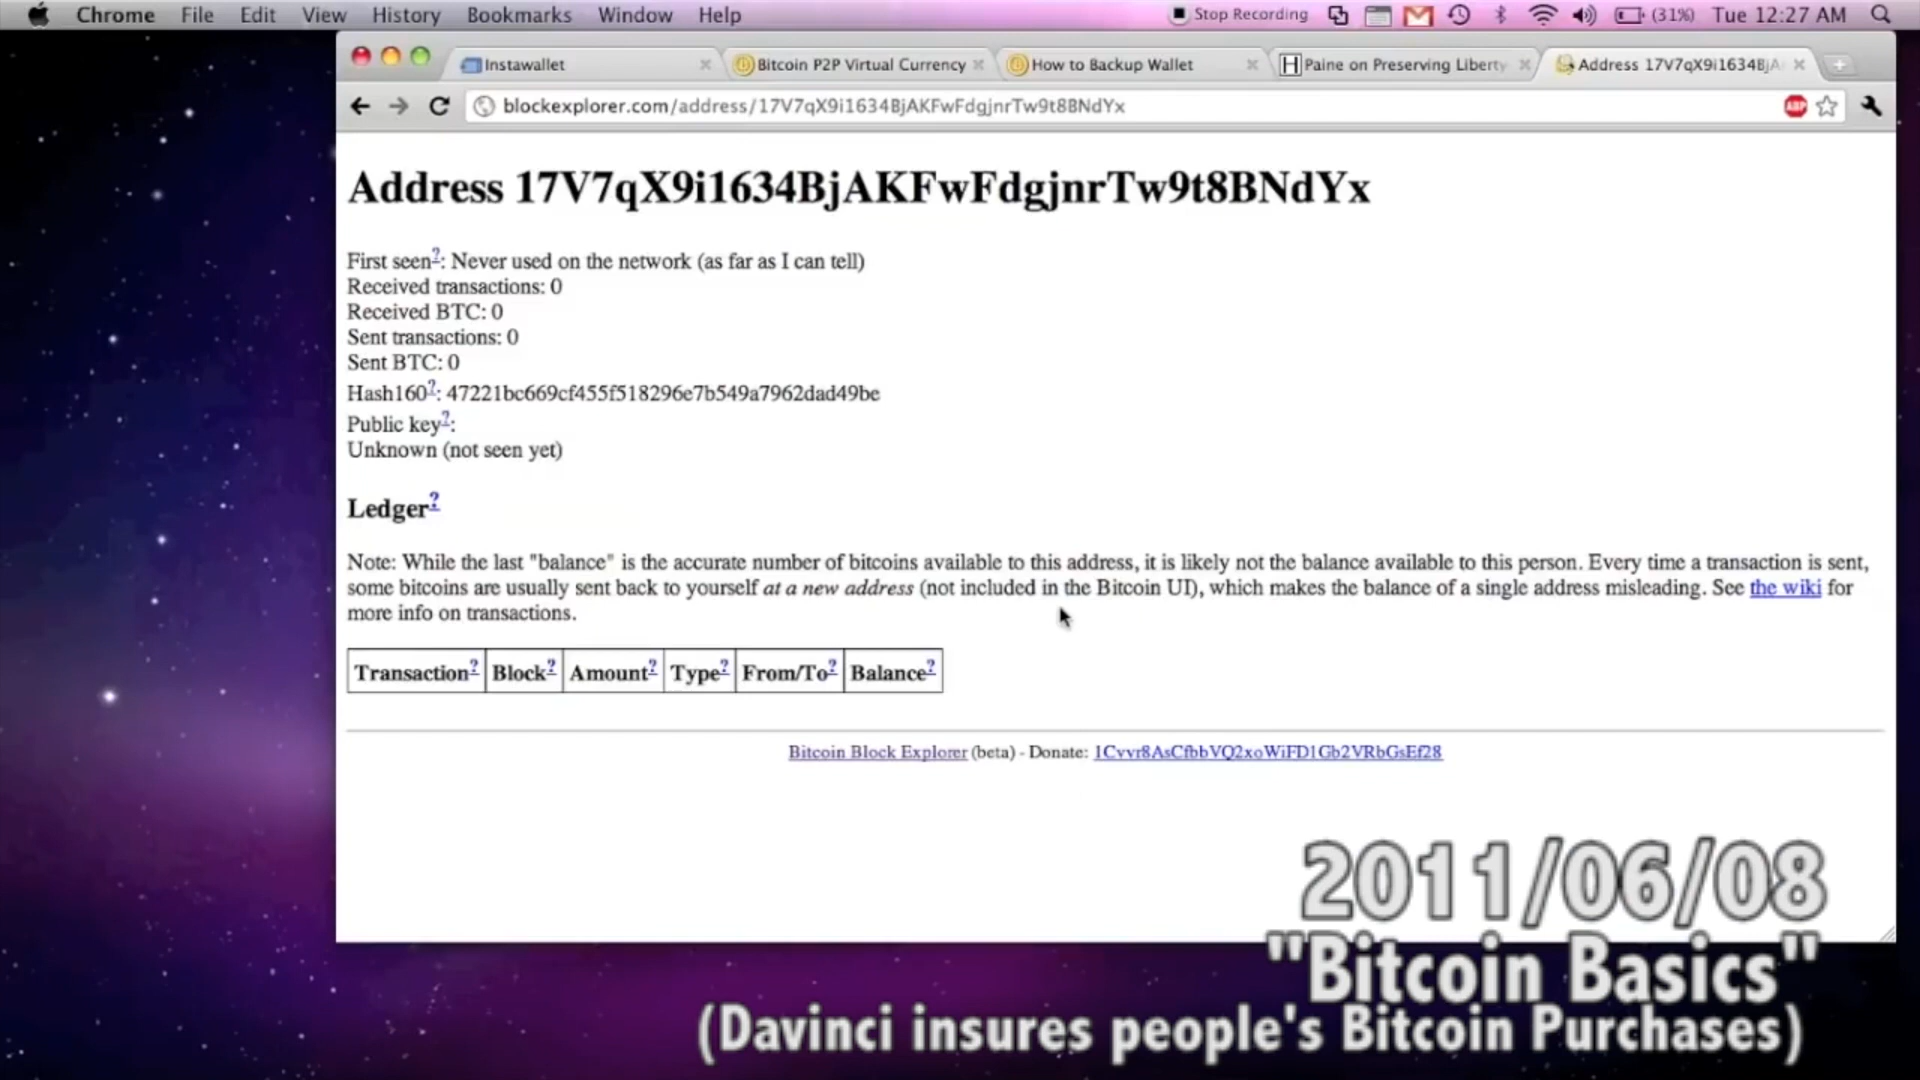 Chrome File Edit View History Bookmarks Window Help Stop Recording (31%) Tue 12:27 AM
Instawallet Bitcoin P2P Virtual Currency How to Backup Wallet Paine on Preserving Liberty Address 17V7qX9i1634BjA
blockexplorer.com/address/17V7qX9i1634BjAKFwFdgjnrTw9t8BNdYx ABP
Address 17V7qX9i1634BjAKFwFdgjnrTw9t8BNdYx
First seen?: Never used on the network (as far as I can tell)
Received transactions: 0
Received BTC: 0
Sent transactions: 0
Sent BTC: 0
Hash160?: 47221bc669cf455f518296e7b549a7962dad49be
Public key?:
Unknown (not seen yet)
Ledger?
Note: While the last "balance" is the accurate number of bitcoins available to this address, it is likely not the balance available to this person. Every time a transaction is sent,
some bitcoins are usually sent back to yourself at a new address (not included in the Bitcoin UI), which makes the balance of a single address misleading. See the wiki for
more info on transactions.
Transaction? Block? Amount? Type? From/To? Balance?
Bitcoin Block Explorer (beta) - Donate: 1Cvvr8AsCfbbVQ2xoWiFD1Gb2VRbGsEf28
2011/06/08
"Bitcoin Basics"
(Davinci insures people's Bitcoin Purchases)